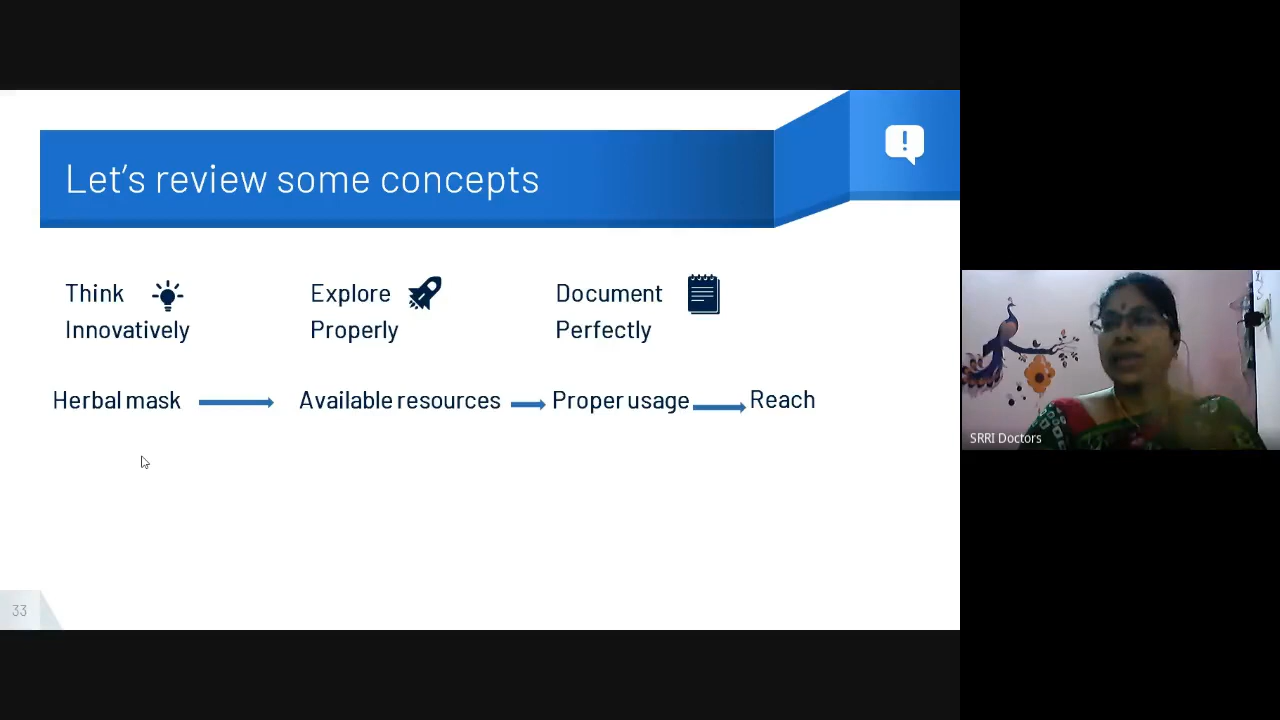 Let's review some concepts
Think
Innovatively
Explore
Properly
Document
Perfectly
Herbal mask Available resources Proper usage Reach
33
SRRI Doctors